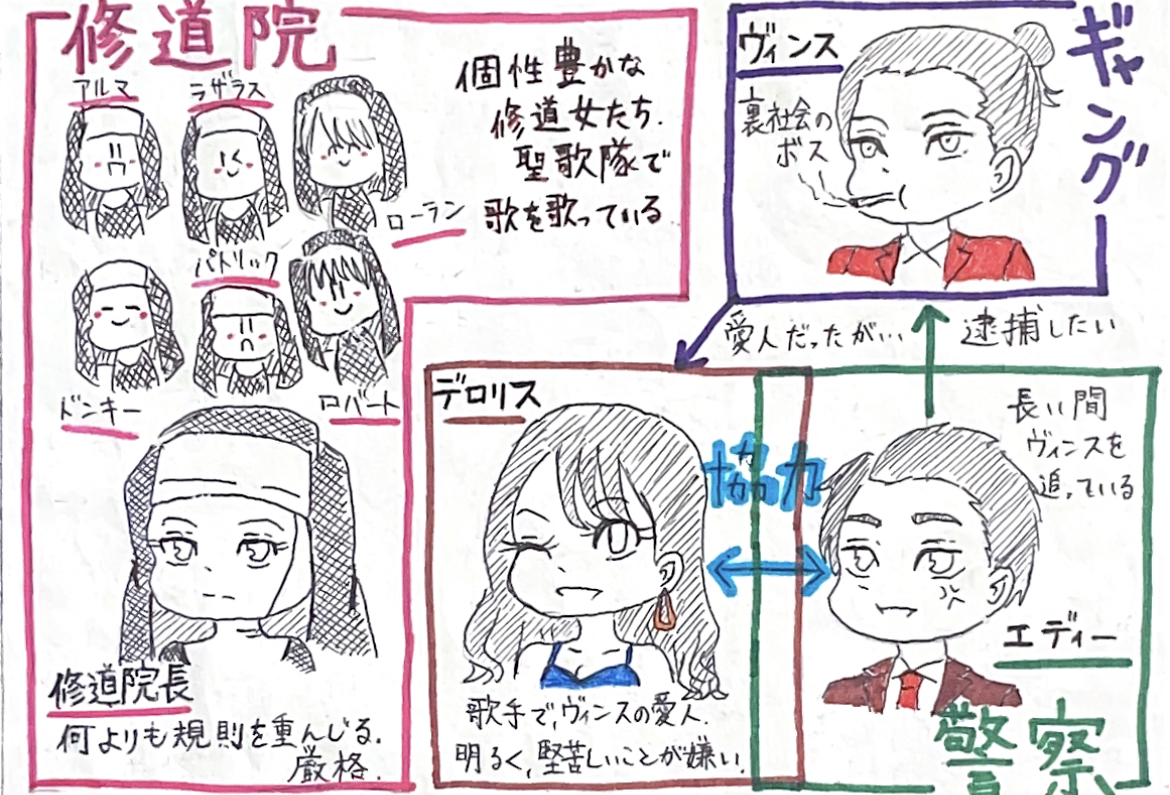 修道院
アルマ
ラザラス
ローラン
パトリック
ドンキー
ロバート
個性豊かな
修道女たち.
聖歌隊で
歌を歌っている
修道院長
何よりも規則を重んじる.
厳格.
ギャング
ヴィンス
裏社会の
ボス
愛人だったが...
逮捕したい
デロリス
歌手で,ヴィンスの愛人.
明るく,堅苦しいことが嫌い.
協力
長い間
ヴィンスを
追っている
エディー
警察